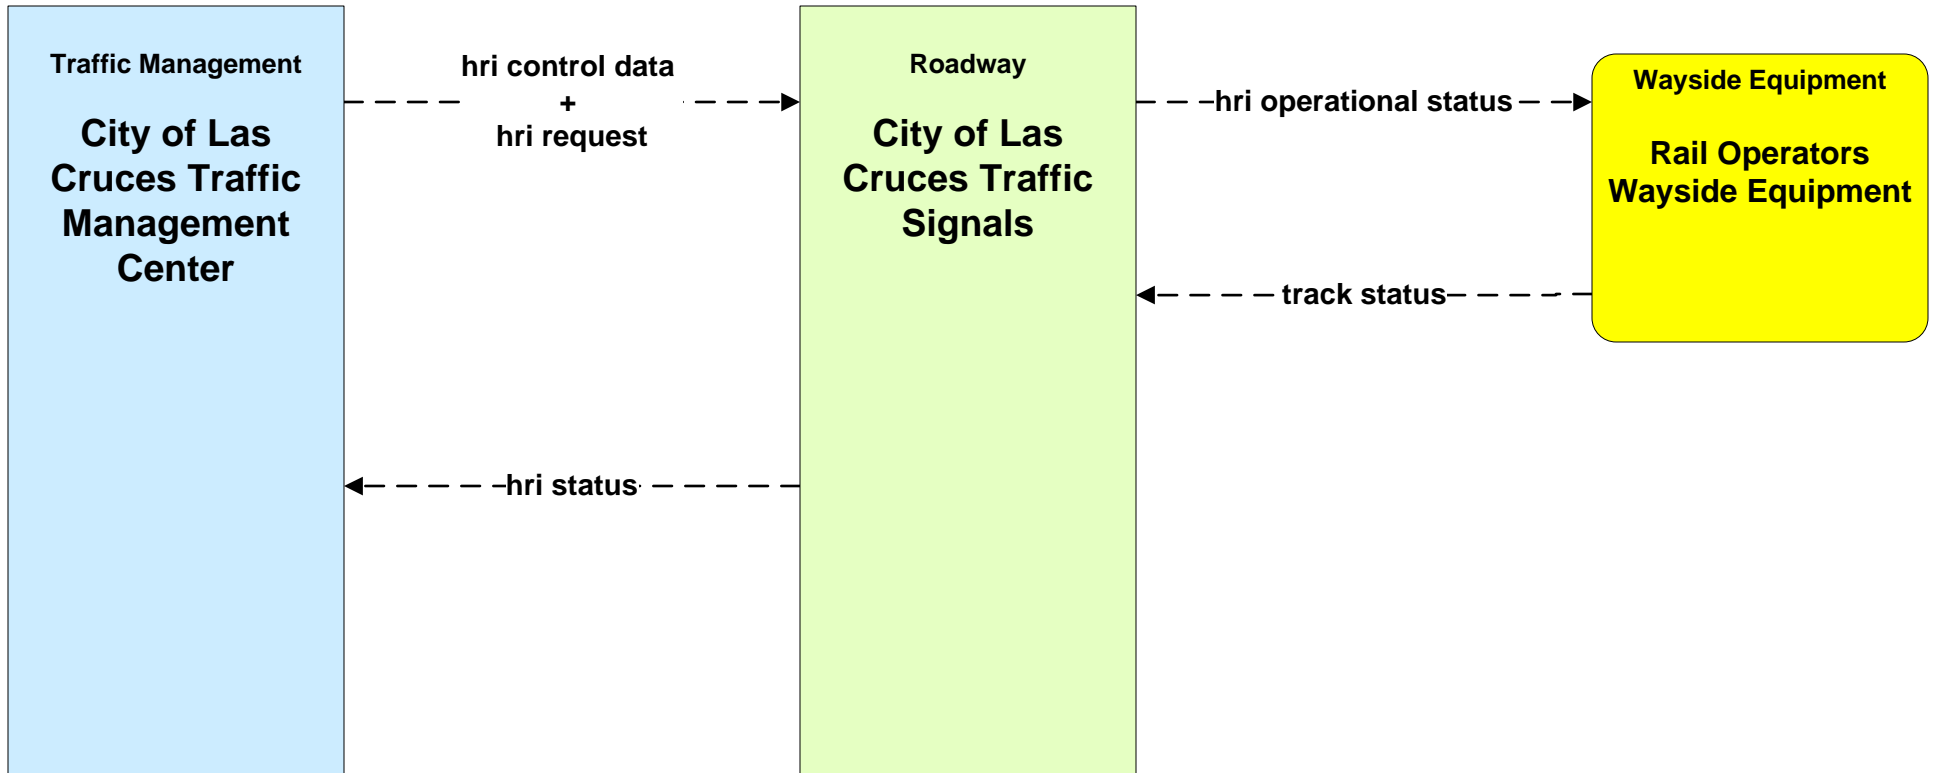 Traffic Management
City of Las
Cruces Traffic
Management
Center
hri control data
+
hri request
Roadway
City of Las
Cruces Traffic
Signals
hri operational status
Wayside Equipment
Rail Operators
Wayside Equipment
track status
hri status